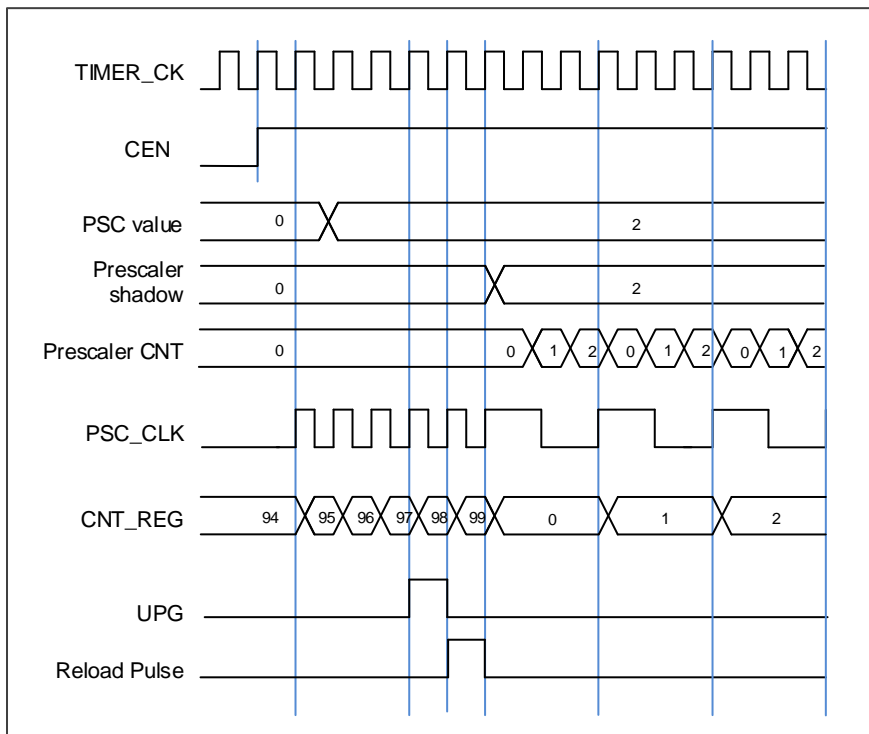 TIMER_CK
CEN
PSC value 0 2
Prescaler
shadow 0 2
Prescaler CNT 0 0 1 2 0 1 2 0 1 2
PSC_CLK
CNT_REG 94 95 96 97 98 99 0 1 2
UPG
Reload Pulse